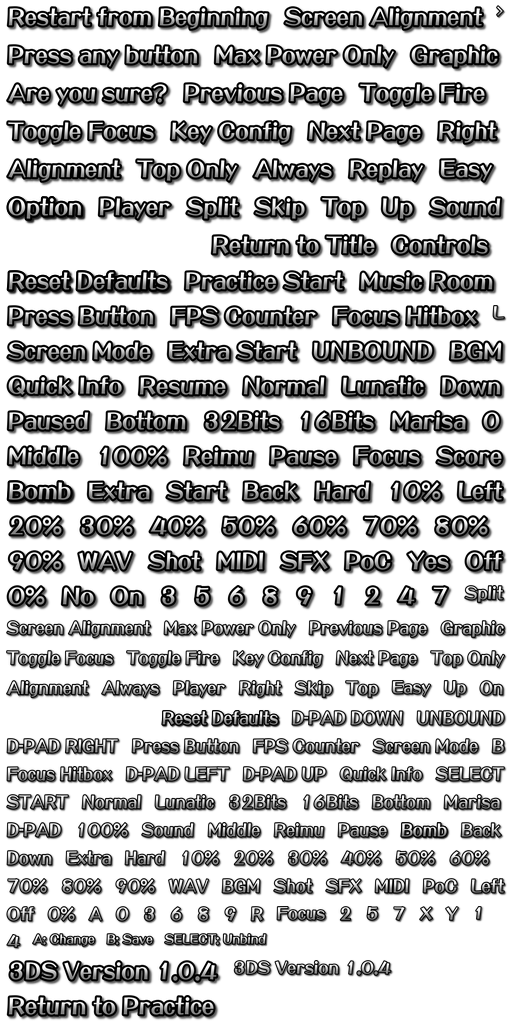 Restart from Beginning Screen Alignment >
Press any button Max Power Only Graphic
Are you sure? Previous Page Toggle Fire
Toggle Focus Key Config Next Page Right
Alignment Top Only Always Replay Easy
Option Player Split Skip Top Up Sound
Return to Title Controls
Reset Defaults Practice Start Music Room
Press Button FPS Counter Focus Hitbox L
Screen Mode Extra Start UNBOUND BGM
Quick Info Resume Normal Lunatic Down
Paused Bottom 32Bits 16Bits Marisa 0
Middle 100% Reimu Pause Focus Score
Bomb Extra Start Back Hard 10% Left
20% 30% 40% 50% 60% 70% 80%
90% WAV Shot MIDI SFX PoC Yes Off
0% No On 3 5 6 8 9 1 2 4 7 Split
Screen Alignment Max Power Only Previous Page Graphic
Toggle Focus Toggle Fire Key Config Next Page Top Only
Alignment Always Player Right Skip Top Easy Up On
Reset Defaults D-PAD DOWN UNBOUND
D-PAD RIGHT Press Button FPS Counter Screen Mode B
Focus Hitbox D-PAD LEFT D-PAD UP Quick Info SELECT
START Normal Lunatic 32Bits 16Bits Bottom Marisa
D-PAD 100% Sound Middle Reimu Pause Bomb Back
Down Extra Hard 10% 20% 30% 40% 50% 60%
70% 80% 90% WAV BGM Shot SFX MIDI PoC Left
Off 0% A 0 3 6 8 9 R Focus 2 5 7 X Y 1
4 A: Change B: Save SELECT: Unbind
3DS Version 1.0.4 3DS Version 1.0.4
Return to Practice